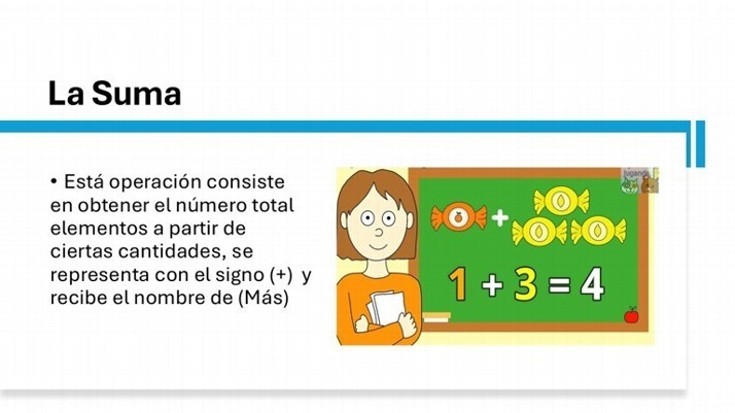 La Suma
• Está operación consiste
en obtener el número total
elementos a partir de
ciertas cantidades, se
representa con el signo (+) y
recibe el nombre de (Más)
+
1 + 3 = 4